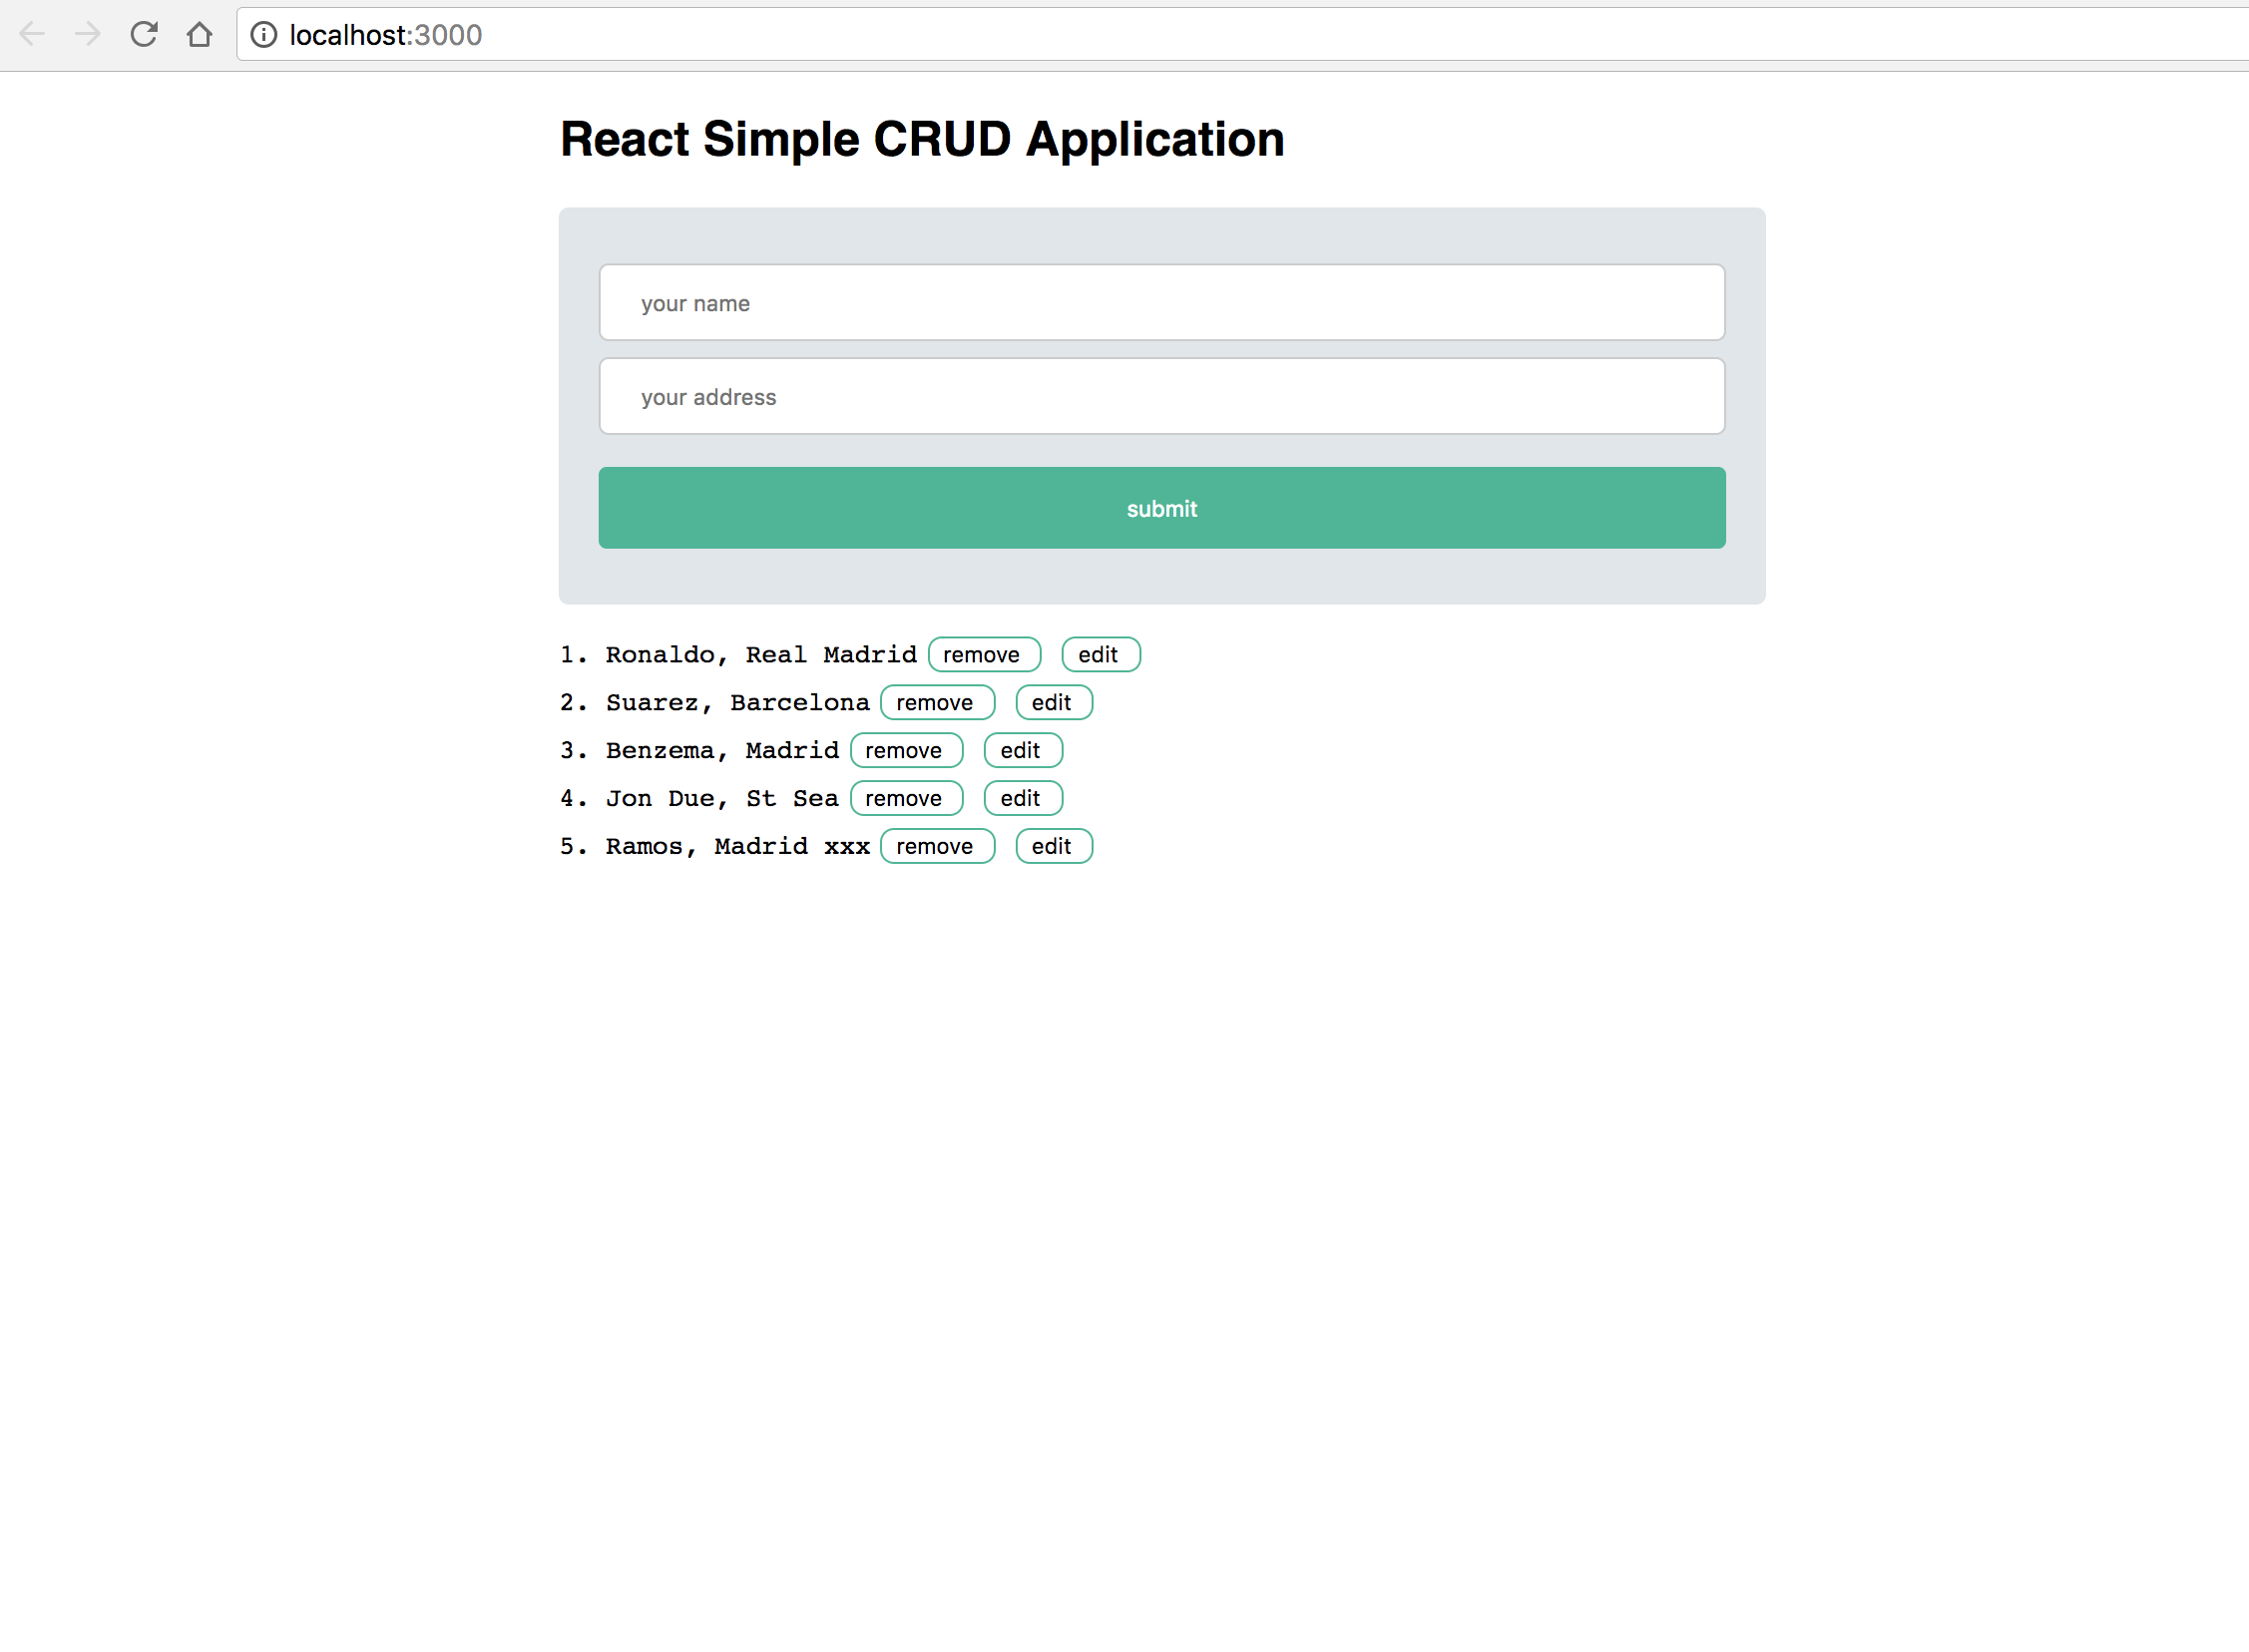 localhost:3000
React Simple CRUD Application
your name
your address
submit
1. Ronaldo, Real Madrid remove edit
2. Suarez, Barcelona remove edit
3. Benzema, Madrid remove edit
4. Jon Due, St Sea remove edit
5. Ramos, Madrid xxx remove edit